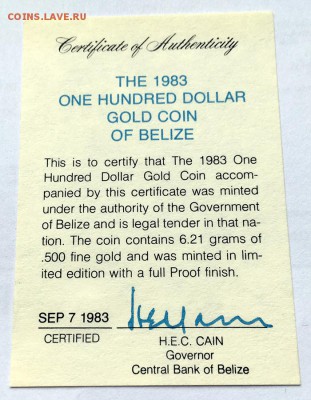 COINS.LAVE.RU
Certificate of Authenticity
THE 1983
ONE HUNDRED DOLLAR
GOLD COIN
OF BELIZE
This is to certify that The 1983 One
Hundred Dollar Gold Coin accom-
panied by this certificate was minted
under the authority of the Government
of Belize and is legal tender in that na-
tion. The coin contains 6.21 grams of
.500 fine gold and was minted in lim-
ited edition with a full Proof finish.
SEP 7 1983
CERTIFIED
H.E.C. CAIN
Governor
Central Bank of Belize